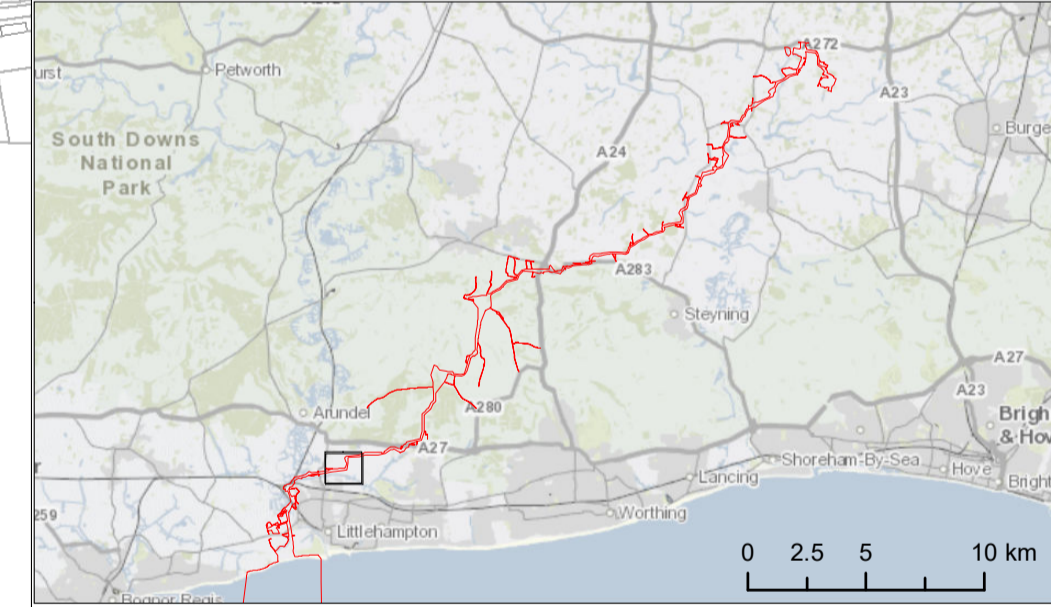 A272
urst
Petworth
A23
Burge
South Downs
National
Park
A24
A283
Steyning
A27
A23
Arundel
A280
Brigh
& Hov
A27
r
Shoreham-By-Sea
Hove
Lancing
Bright
259
Worthing
Littlehampton
0 2.5 5 10 km
Bognor Regis